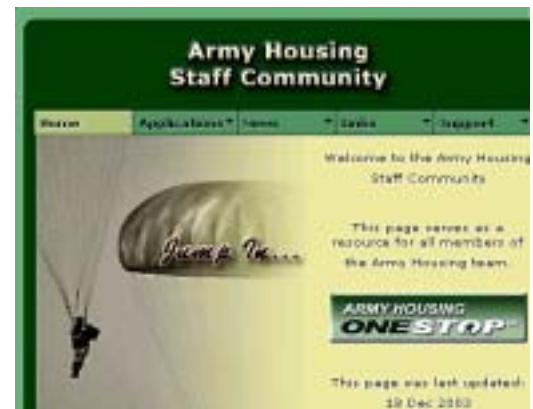 Army Housing
Staff Community
Home Applications News Links Support
Jump In...
Welcome to the Army Housing
Staff Community
This page serves as a
resource for all members of
the Army Housing team.
ARMY HOUSING
ONESTOP
This page was last updated:
18 Dec 2003